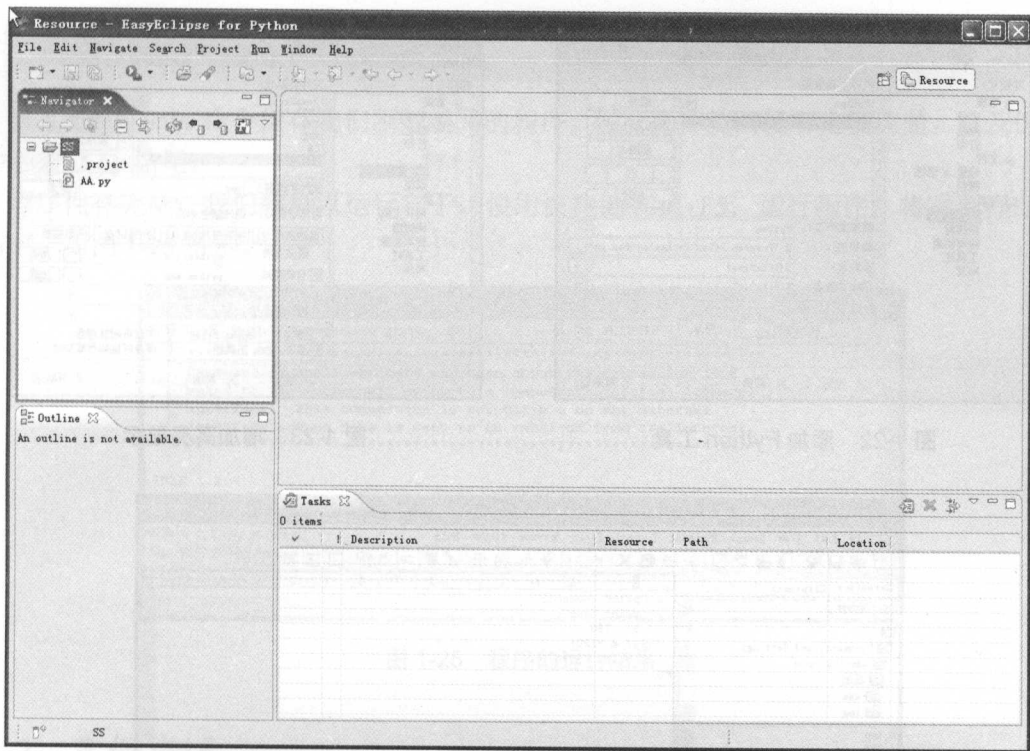 Resource - EasyEclipse for Python
File Edit Navigate Search Project Run Window Help
Resource
Navigator
SS
.project
AA.py
Outline
An outline is not available.
Tasks
0 items
! Description Resource Path Location
SS